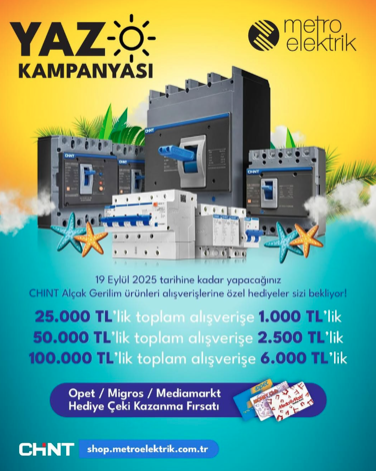 YAZ
KAMPANYASI
metro
elektrik
CHINT
19 Eylül 2025 tarihine kadar yapacağınız
CHINT Alçak Gerilim ürünleri alışverişlerine özel hediyeler sizi bekliyor!
25.000 TL'lik toplam alışverişe 1.000 TL'lik
50.000 TL'lik toplam alışverişe 2.500 TL'lik
100.000 TL'lik toplam alışverişe 6.000 TL'lik
Opet / Migros / Mediamarkt
Hediye Çeki Kazanma Fırsatı
CHINT
shop.metroelektrik.com.tr